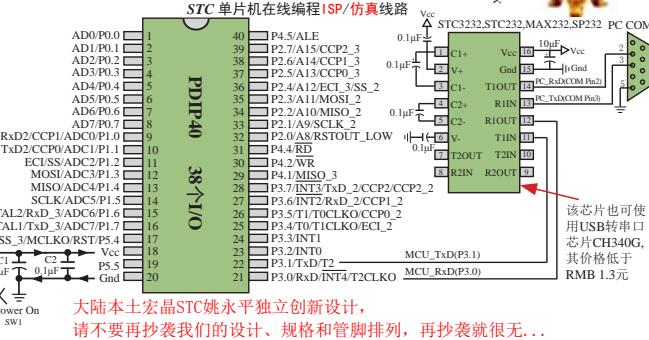 STC 单片机在线编程ISP/仿真线路
AD0/P0.0 1
AD1/P0.1 2
AD2/P0.2 3
AD3/P0.3 4
AD4/P0.4 5
AD5/P0.5 6
AD6/P0.6 7
AD7/P0.7 8
RxD2/CCP1/ADC0/P1.0 9
TxD2/CCP0/ADC1/P1.1 10
ECI/SS/ADC2/P1.2 11
MOSI/ADC3/P1.3 12
MISO/ADC4/P1.4 13
SCLK/ADC5/P1.5 14
TAL2/RxD_3/ADC6/P1.6 15
TAL1/TxD_3/ADC7/P1.7 16
SS_3/MCLKO/RST/P5.4 17
Vcc 18
P5.5 19
Gnd 20
PDIP40 38个I/O
40 P4.5/ALE
39 P2.7/A15/CCP2_3
38 P2.6/A14/CCP1_3
37 P2.5/A13/CCP0_3
36 P2.4/A12/ECI_3/SS_2
35 P2.3/A11/MOSI_2
34 P2.2/A10/MISO_2
33 P2.1/A9/SCLK_2
32 P2.0/A8/RSTOUT_LOW
31 P4.4/RD
30 P4.2/WR
29 P4.1/MISO_3
28 P3.7/INT3/TxD_2/CCP2/CCP2_2
27 P3.6/INT2/RxD_2/CCP1_2
26 P3.5/T1/T0CLKO/CCP0_2
25 P3.4/T0/T1CLKO/ECI_2
24 P3.3/INT1
23 P3.2/INT0
22 P3.1/TxD/T2
21 P3.0/RxD/INT4/T2CLKO
C1
C2
0.1μF
Power On
SW1
MCU_TxD(P3.1)
MCU_RxD(P3.0)
Vcc
0.1μF
0.1μF
0.1μF
0.1μF
STC3232,STC232,MAX232,SP232
1 C1+
2 V+
3 C1-
4 C2+
5 C2-
6 V-
7 T2OUT
8 R2IN
Vcc 16
Gnd 15
T1OUT 14
R1IN 13
R1OUT 12
T1IN 11
T2IN 10
R2OUT 9
10μF
Vcc
Gnd
PC_RxD(COM Pin2)
PC_TxD(COM Pin3)
PC COM
2
3
5
该芯片也可使
用USB转串口
芯片CH340G,
其价格低于
RMB 1.3元
大陆本土宏晶STC姚永平独立创新设计,
请不要再抄袭我们的设计、规格和管脚排列，再抄袭就很无...